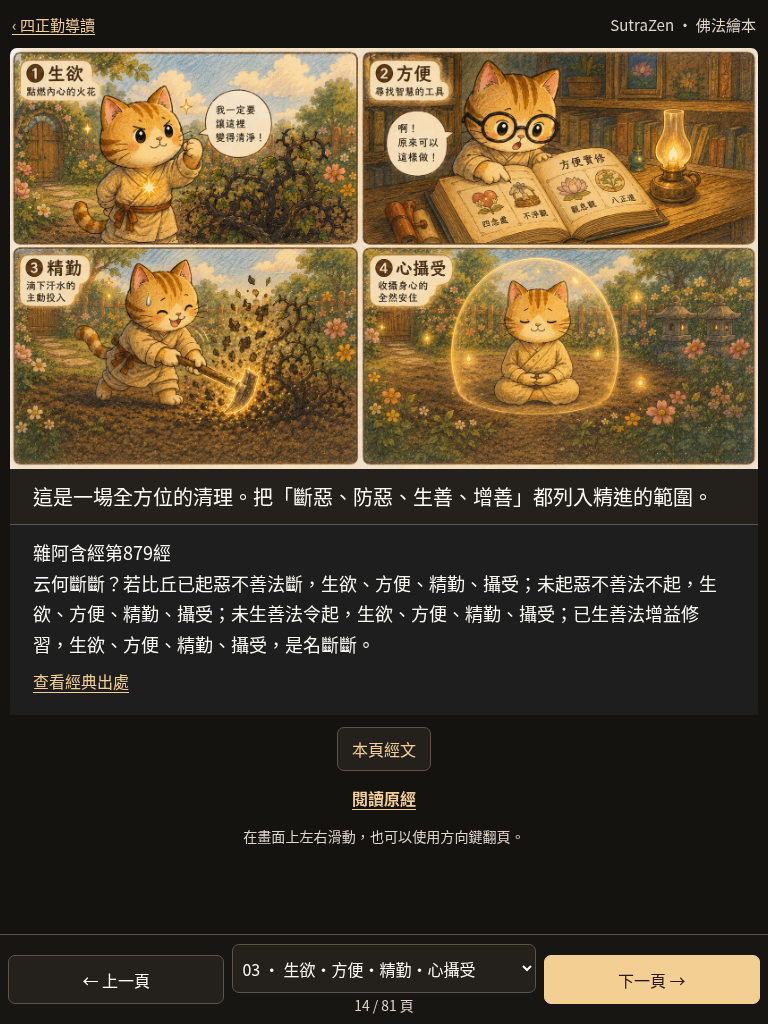 ‹ 四正勤導讀
SutraZen · 佛法繪本
1 生欲
點燃內心的火花
我一定要
讓這裡
變得清淨！
2 方便
尋找智慧的工具
啊！
原來可以
這樣做！
方便實修
四念處
不淨觀
觀息觀
八正道
3 精勤
滴下汗水的
主動投入
4 心攝受
收攝身心的
全然安住
這是一場全方位的清理。把「斷惡、防惡、生善、增善」都列入精進的範圍。
雜阿含經第879經
云何斷斷？若比丘已起惡不善法斷，生欲、方便、精勤、攝受；未起惡不善法不起，生
欲、方便、精勤、攝受；未生善法令起，生欲、方便、精勤、攝受；已生善法增益修
習，生欲、方便、精勤、攝受，是名斷斷。
查看經典出處
本頁經文
閱讀原經
在畫面上左右滑動，也可以使用方向鍵翻頁。
← 上一頁
03 · 生欲・方便・精勤・心攝受
下一頁 →
14 / 81 頁